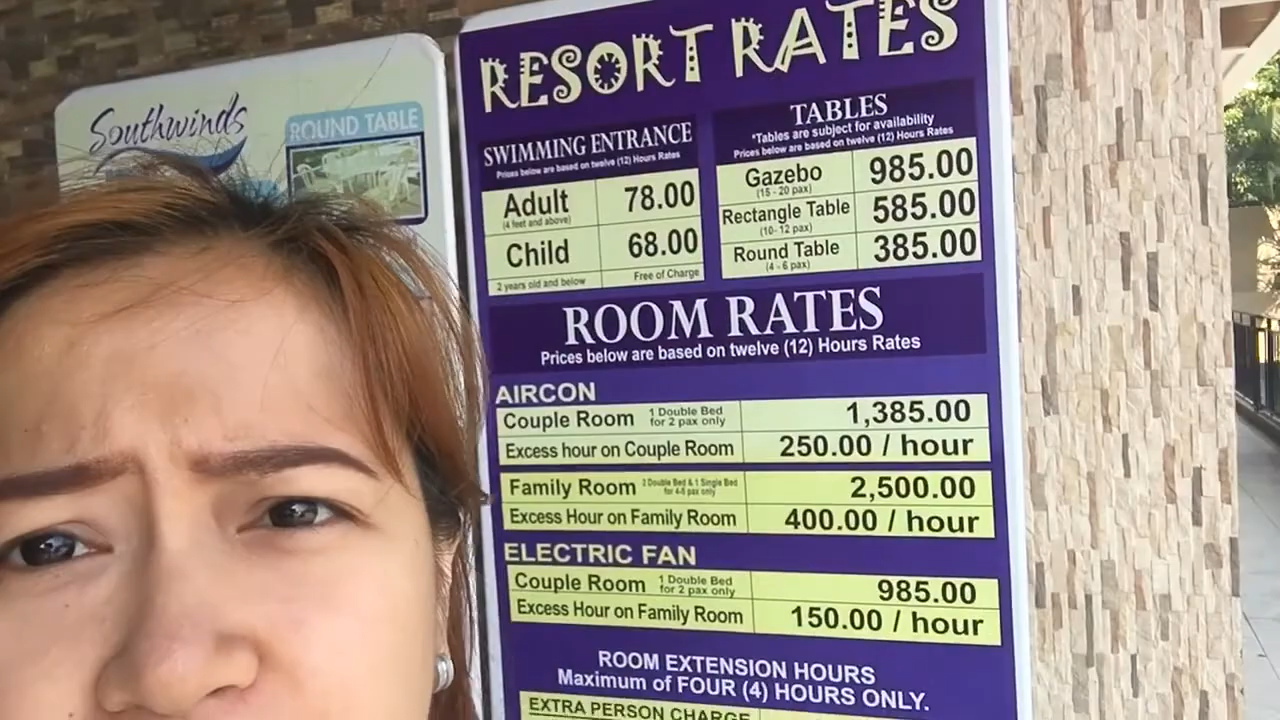 Southwinds
ROUND TABLE
RESORT RATES
SWIMMING ENTRANCE
Prices below are based on twelve (12) Hours Rates
Adult 78.00
(4 feet and above)
Child 68.00
2 years old and below Free of Charge
TABLES
*Tables are subject for availability
Prices below are based on twelve (12) Hours Rates
Gazebo 985.00
(15 - 20 pax)
Rectangle Table 585.00
(10- 12 pax)
Round Table 385.00
(4 - 6 pax)
ROOM RATES
Prices below are based on twelve (12) Hours Rates
AIRCON
Couple Room 1 Double Bed for 2 pax only 1,385.00
Excess hour on Couple Room 250.00 / hour
Family Room Double Bed & 1 Single Bed for 4-6 pax only 2,500.00
Excess Hour on Family Room 400.00 / hour
ELECTRIC FAN
Couple Room 1 Double Bed for 2 pax only 985.00
Excess Hour on Family Room 150.00 / hour
ROOM EXTENSION HOURS
Maximum of FOUR (4) HOURS ONLY.
EXTRA PERSON CHARGE